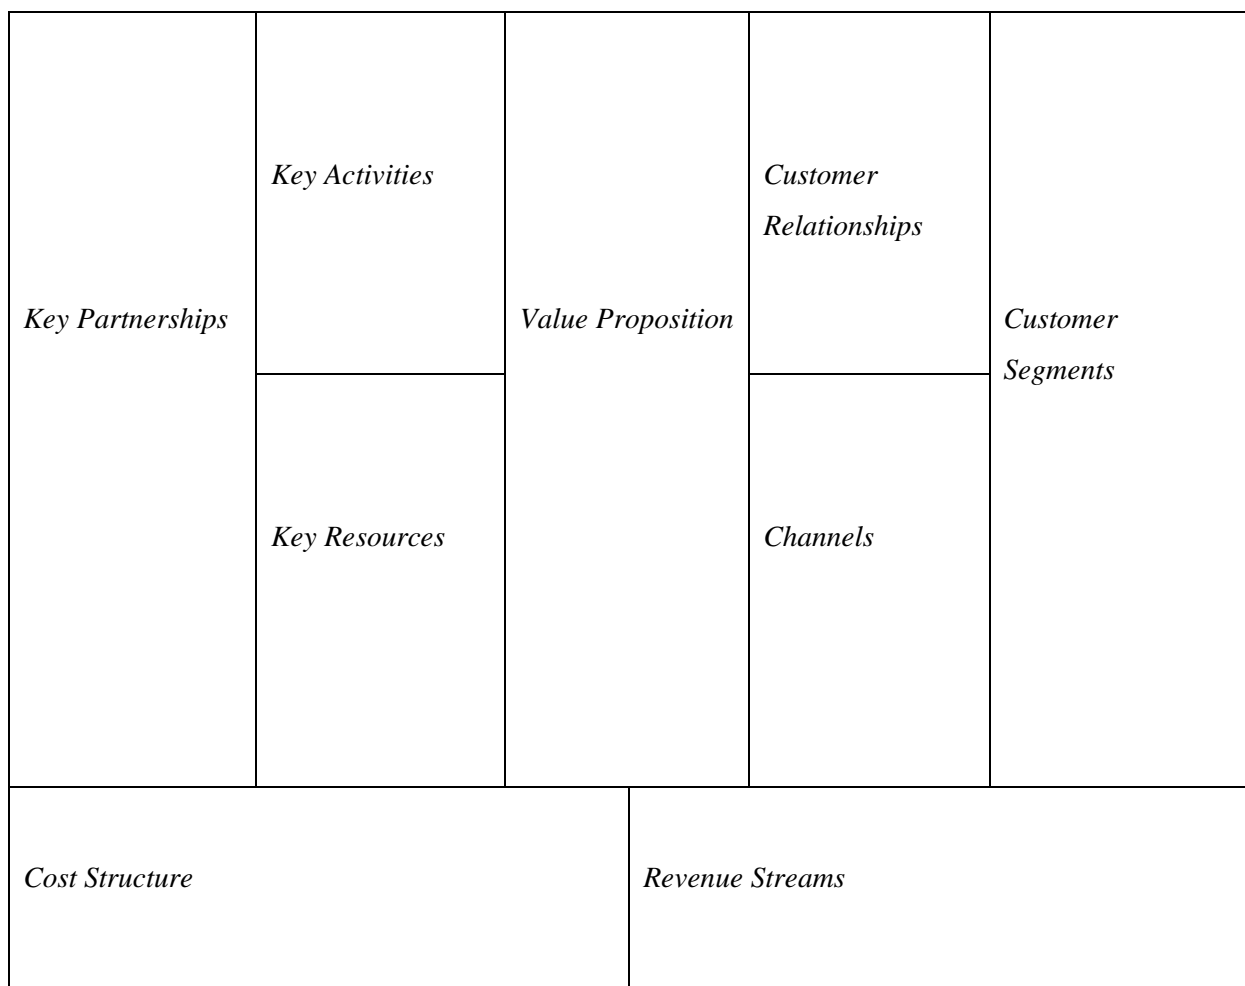 Key Partnerships
Key Activities
Key Resources
Value Proposition
Customer
Relationships
Channels
Customer
Segments
Cost Structure
Revenue Streams